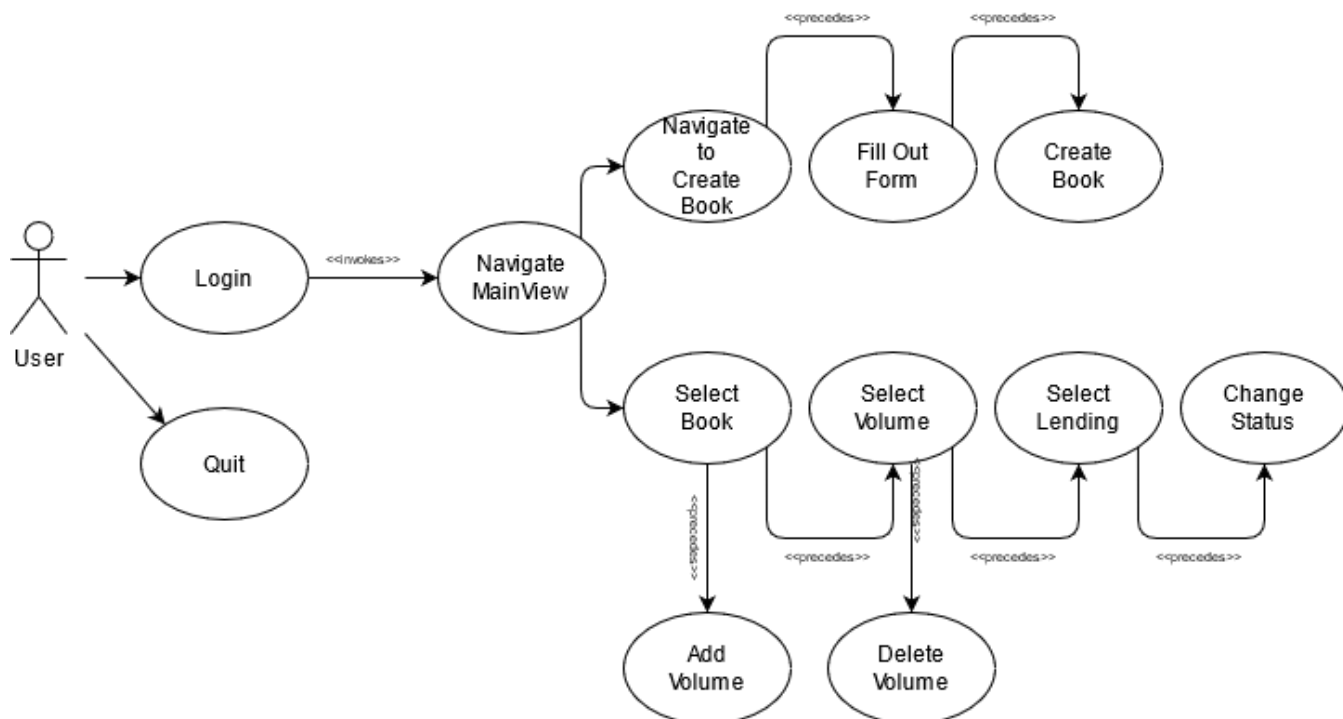 <<precedes>>
<<precedes>>
Navigate
to
Create
Book
Fill Out
Form
Create
Book
User
Login
<<invokes>>
Navigate
MainView
Quit
Select
Book
Select
Volume
Select
Lending
Change
Status
<<precedes>>
<<precedes>>
<<precedes>>
<<precedes>>
<<precedes>>
Add
Volume
Delete
Volume